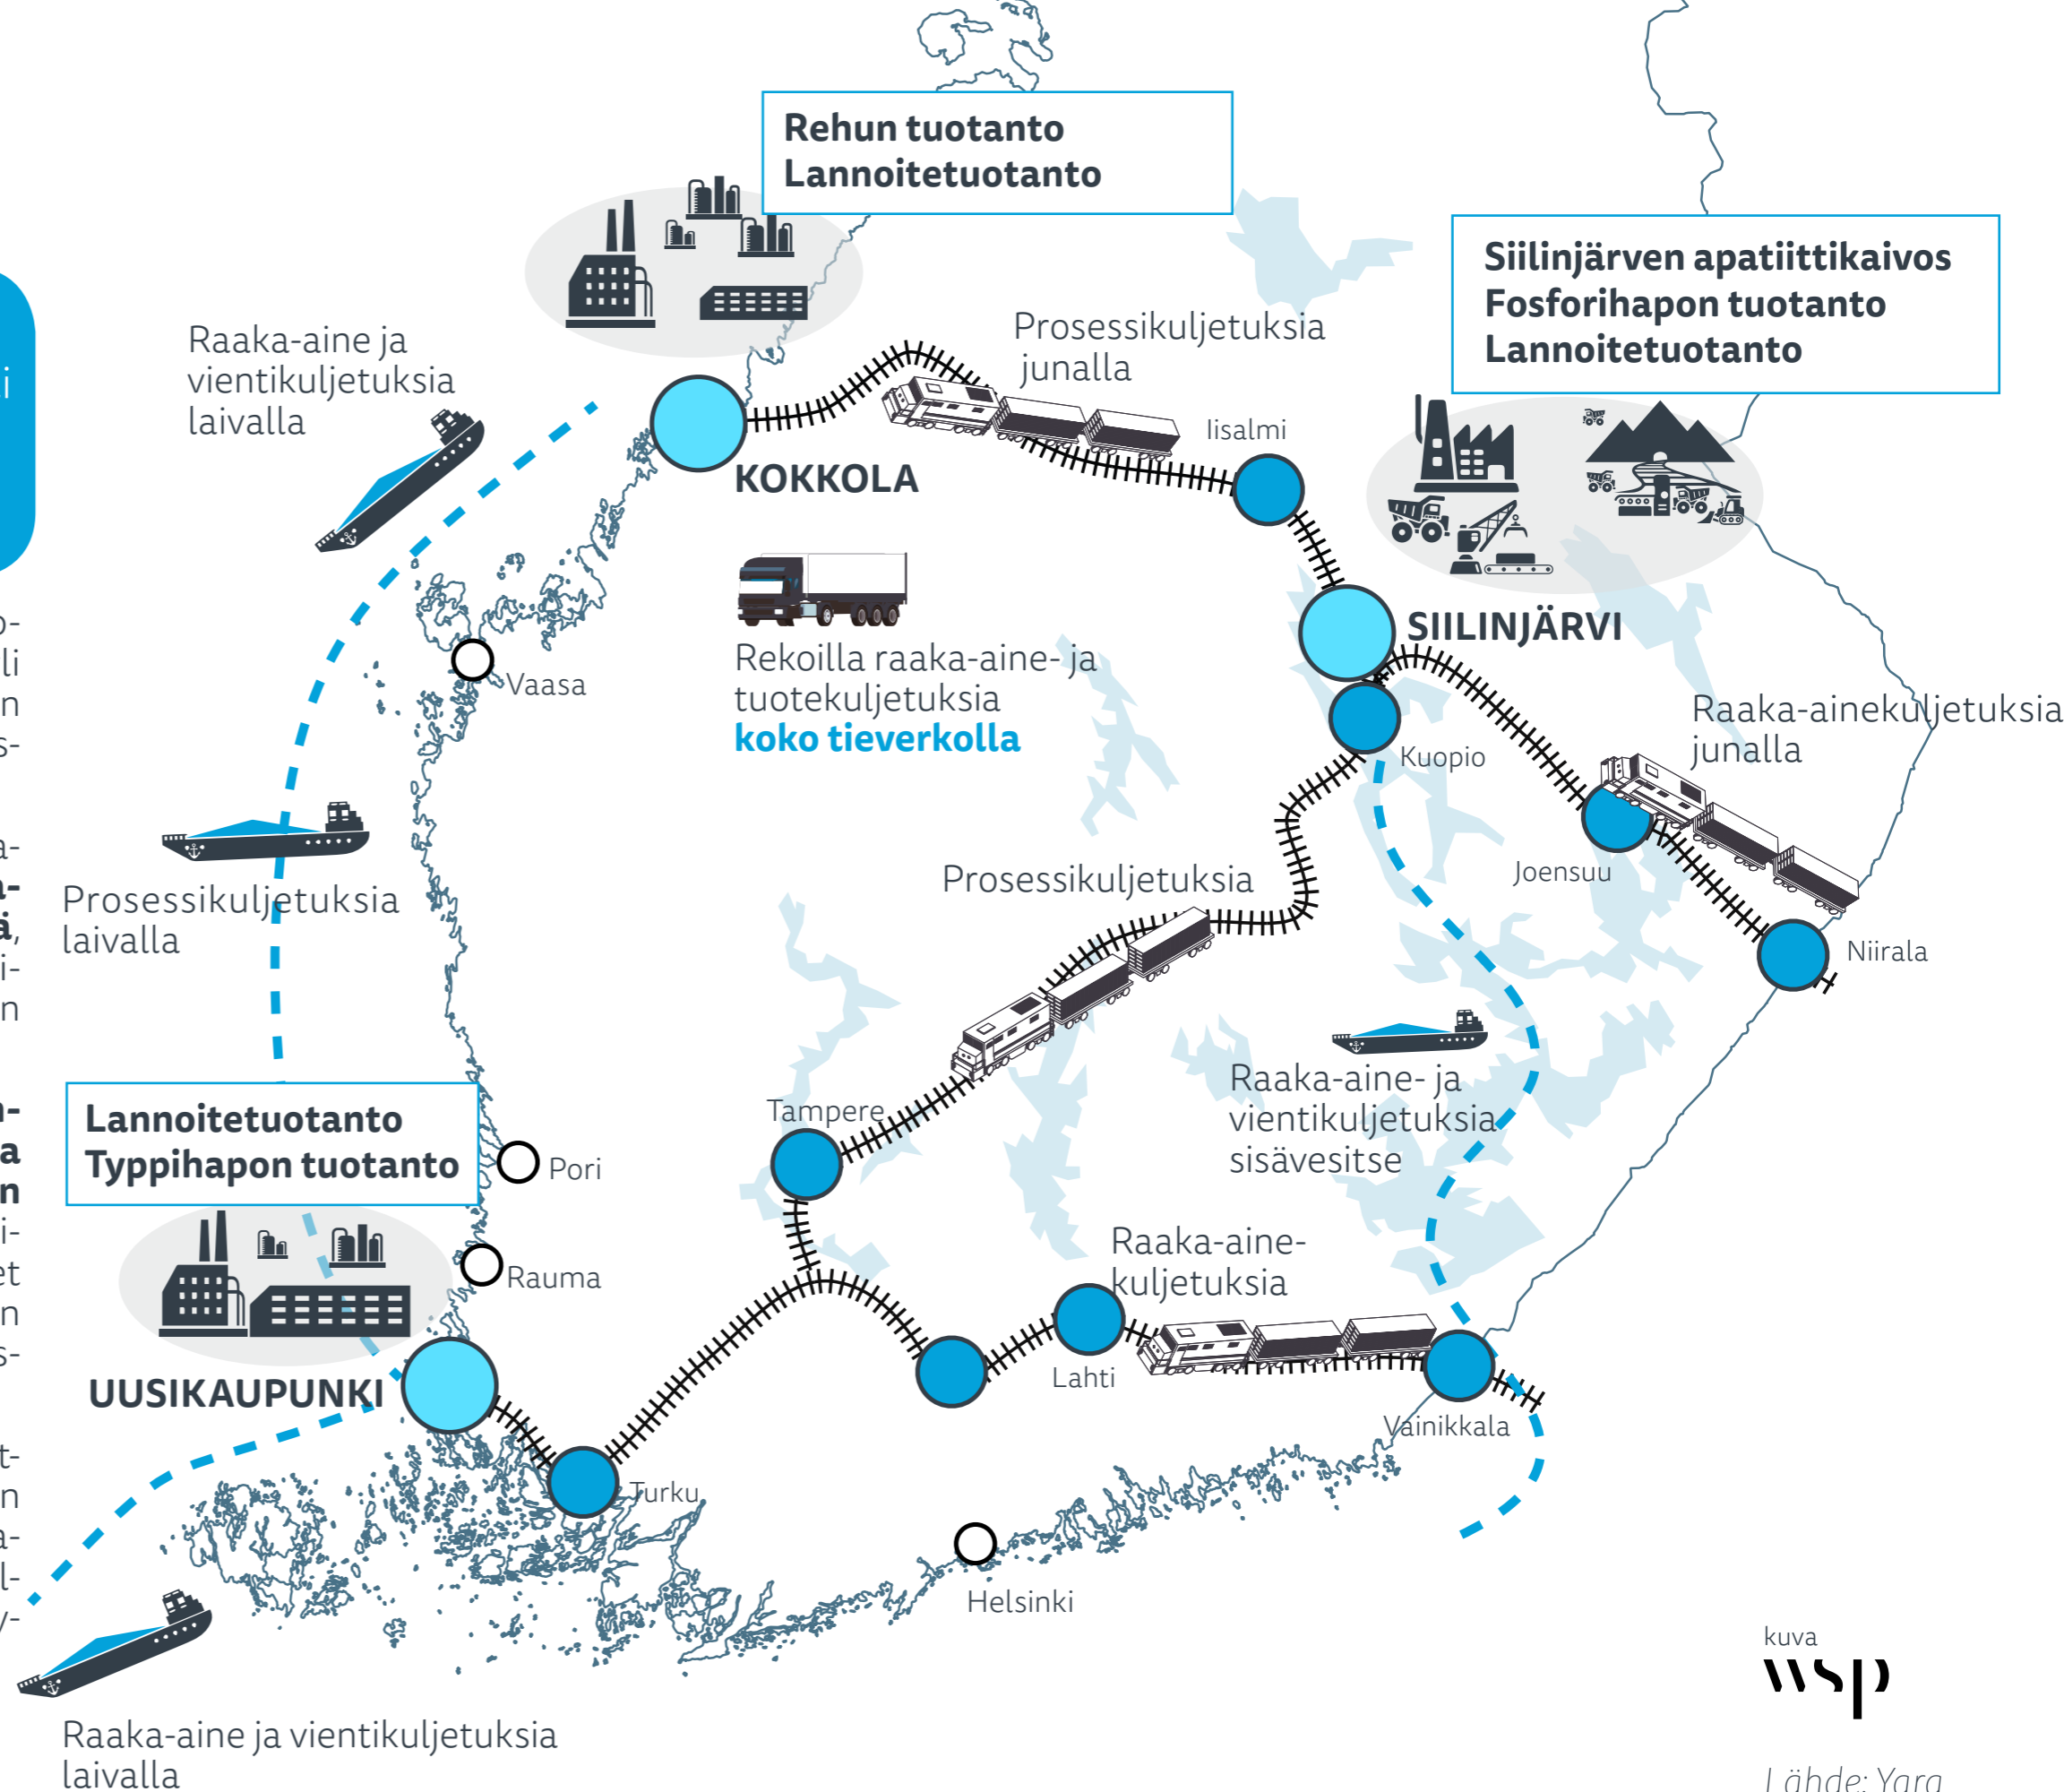 Rehun tuotanto
Lannoitetuotanto
Siilinjärven apatiittikaivos
Fosforihapon tuotanto
Lannoitetuotanto
Raaka-aine ja
vientikuljetuksia
laivalla
Prosessikuljetuksia
junalla
Iisalmi
KOKKOLA
SIILINJÄRVI
Rekoilla raaka-aine- ja
tuotekuljetuksia
koko tieverkolla
Vaasa
Raaka-ainekuljetuksia
junalla
Kuopio
Joensuu
Prosessikuljetuksia
laivalla
Prosessikuljetuksia
Niirala
Raaka-aine- ja
vientikuljetuksia
sisävesitse
Tampere
Lannoitetuotanto
Typpihapon tuotanto
Pori
Rauma
Raaka-aine-
kuljetuksia
Lahti
UUSIKAUPUNKI
Vainikkala
Turku
Helsinki
kuva
wsp
Raaka-aine ja vientikuljetuksia
laivalla
Lähde: Yara